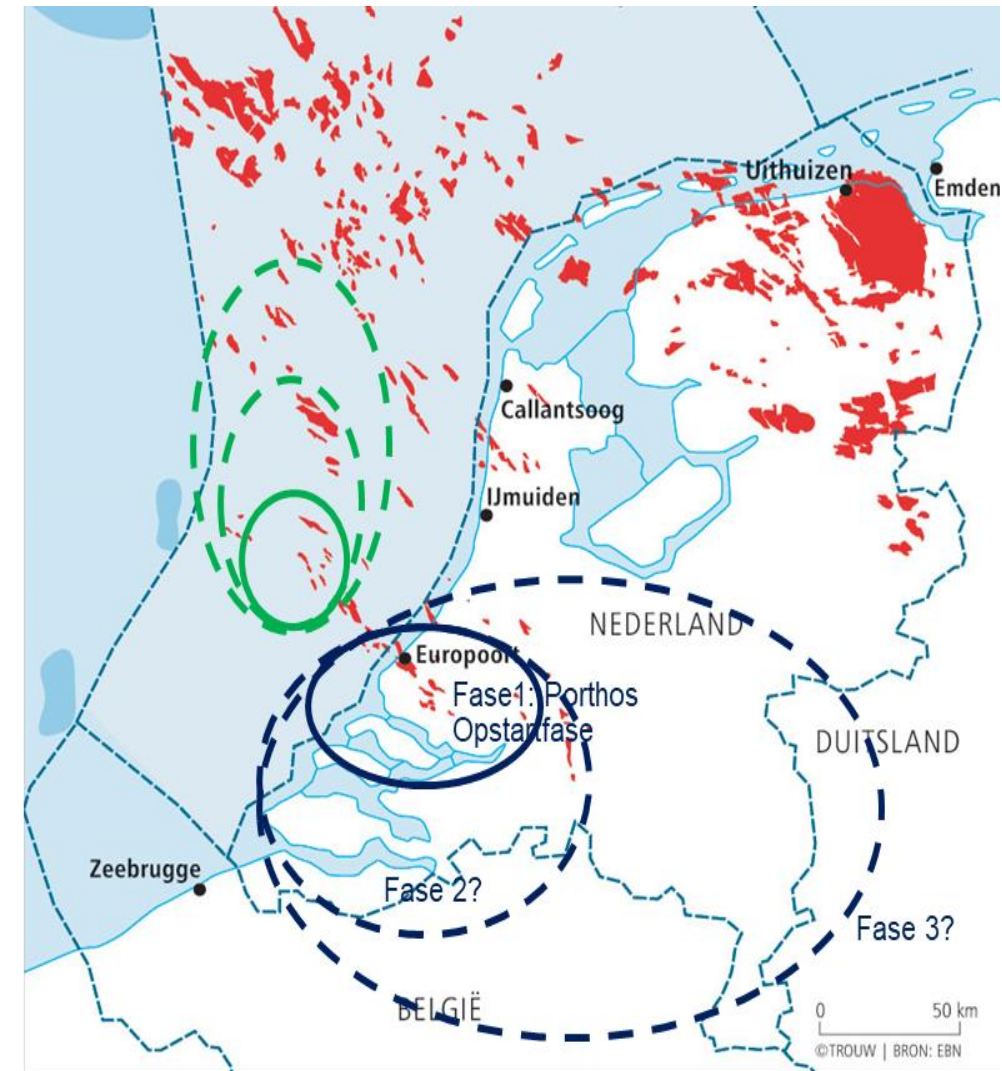 Uithuizen
Emden
Callantsoog
IJmuiden
NEDERLAND
Europoort
Fase1: Porthos
Opstartfase
DUITSLAND
Zeebrugge
Fase 2?
Fase 3?
BELGIË
0 50 km
©TROUW | BRON: EBN